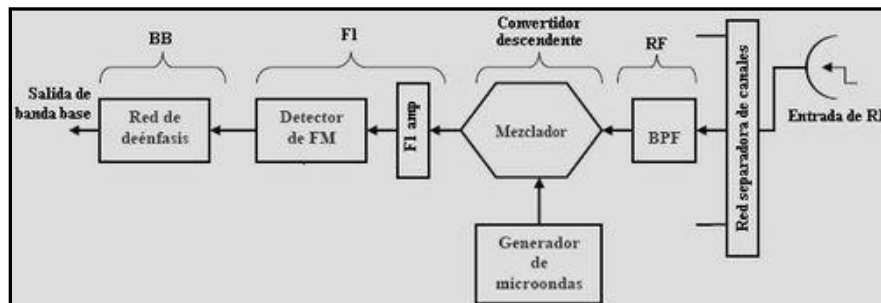 BB
FI
Convertidor
descendente
RF
Salida de
banda base
Red de
deénfasis
Detector
de FM
FI amp
Mezclador
BPF
Red separadora de canales
Entrada de RF
Generador
de
microondas